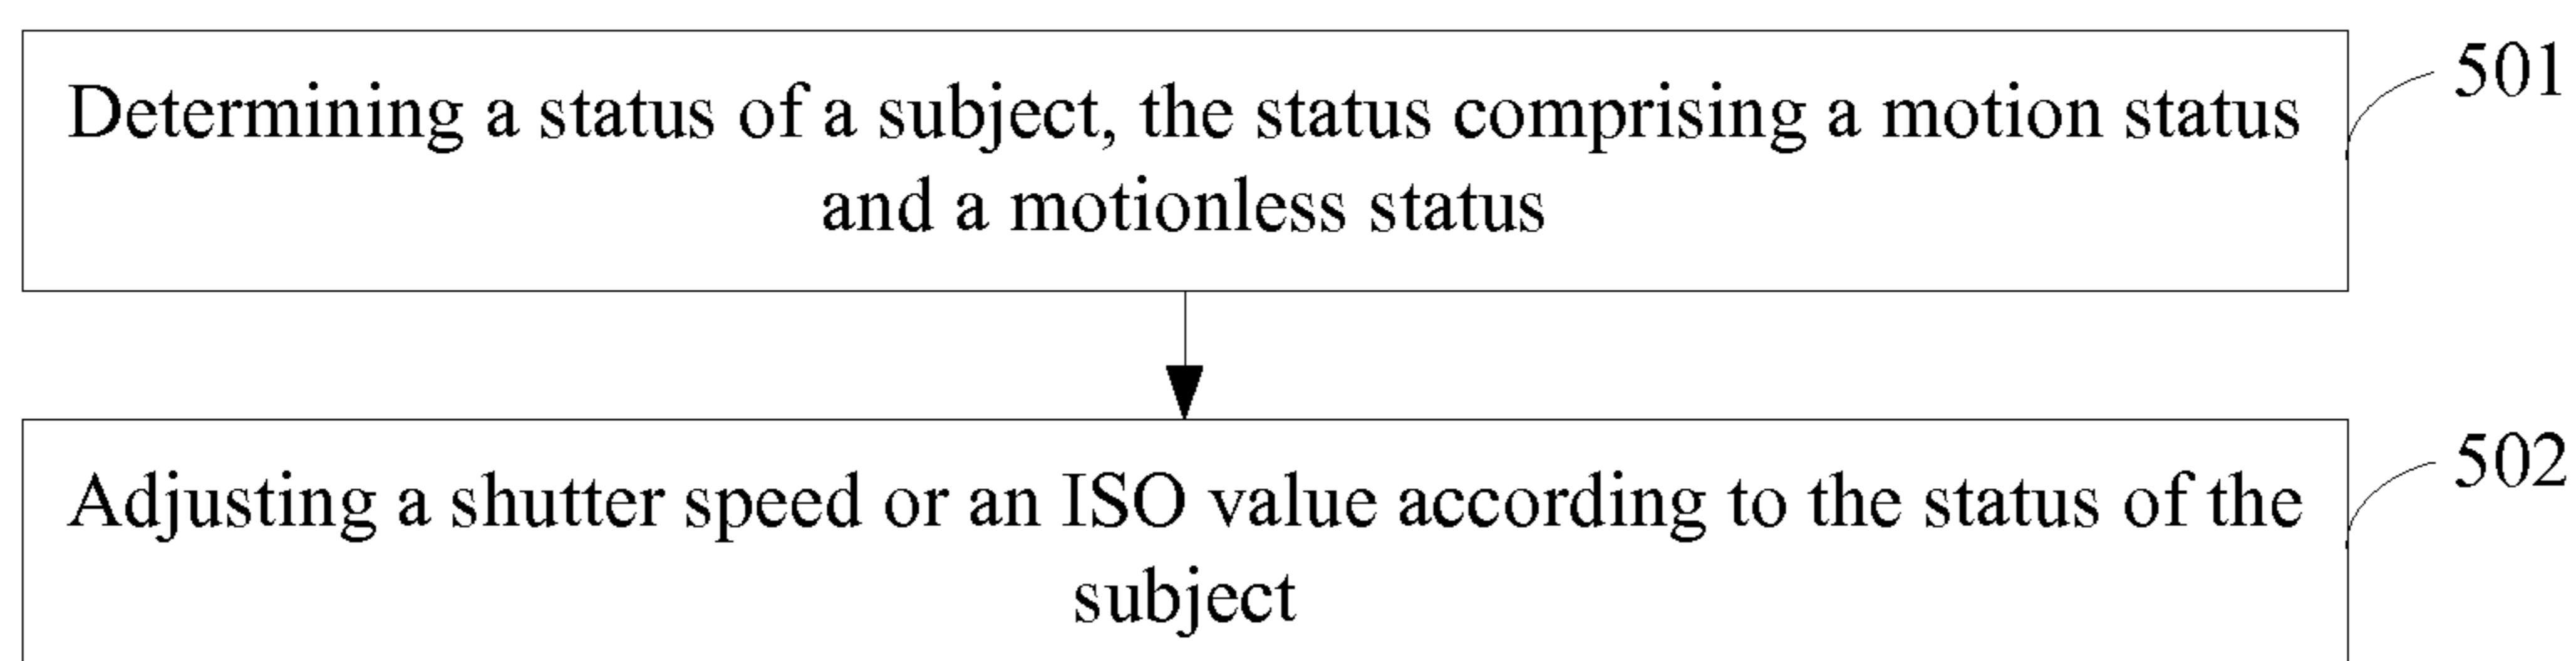 Determining a status of a subject, the status comprising a motion status
and a motionless status
501
Adjusting a shutter speed or an ISO value according to the status of the
subject
502